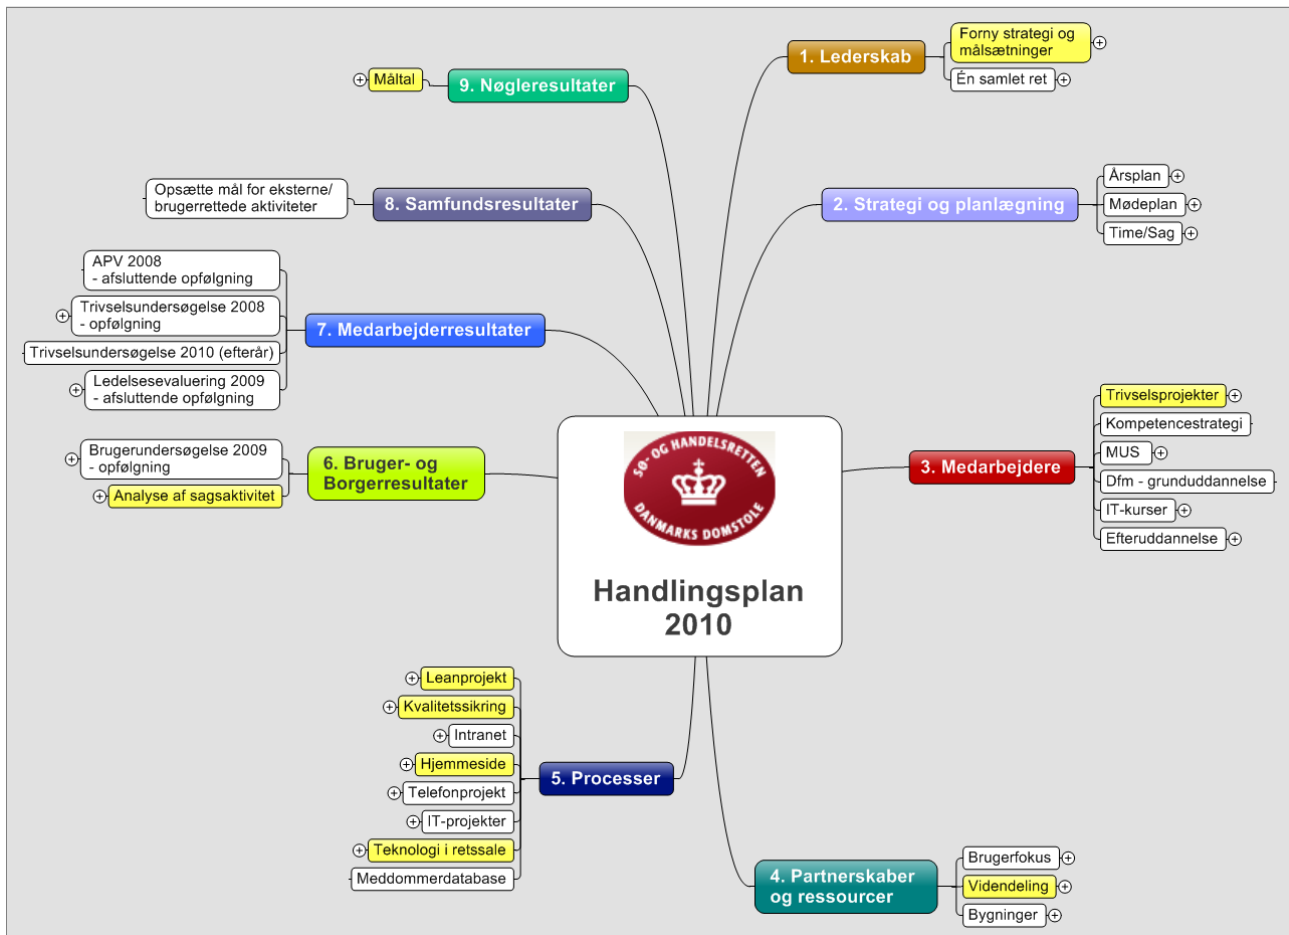 1. Lederskab
Forny strategi og
målsætninger
Én samlet ret
2. Strategi og planlægning
Årsplan
Mødeplan
Time/Sag
3. Medarbejdere
Trivselsprojekter
Kompetencestrategi
MUS
Dfm - grunduddannelse
IT-kurser
Efteruddannelse
4. Partnerskaber
og ressourcer
Brugerfokus
Videndeling
Bygninger
5. Processer
Leanprojekt
Kvalitetssikring
Intranet
Hjemmeside
Telefonprojekt
IT-projekter
Teknologi i retssale
Meddommerdatabase
6. Bruger- og
Borgerresultater
Brugerundersøgelse 2009
- opfølgning
Analyse af sagsaktivitet
7. Medarbejderresultater
APV 2008
- afsluttende opfølgning
Trivselsundersøgelse 2008
- opfølgning
Trivselsundersøgelse 2010 (efterår)
Ledelsesevaluering 2009
- afsluttende opfølgning
8. Samfundsresultater
Opsætte mål for eksterne/
brugerrettede aktiviteter
9. Nøgleresultater
Måltal
SØ- OG HANDELSRETTEN
DANMARKS DOMSTOLE
Handlingsplan
2010